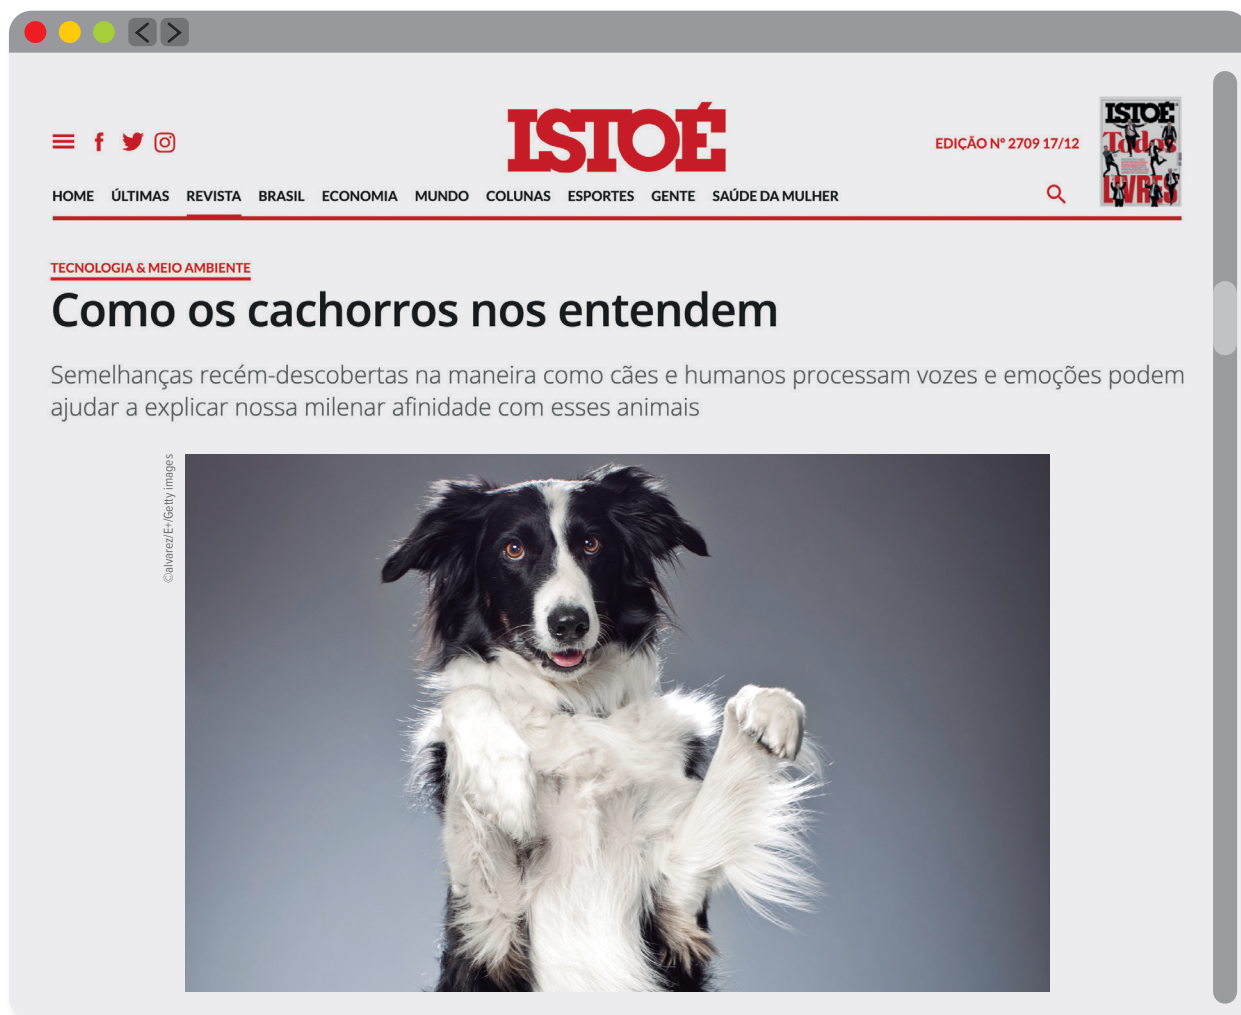 ISTOÉ
EDIÇÃO Nº 2709 17/12
ISTOÉ
Todos
LIVRES
HOME ÚLTIMAS REVISTA BRASIL ECONOMIA MUNDO COLUNAS ESPORTES GENTE SAÚDE DA MULHER
TECNOLOGIA & MEIO AMBIENTE
Como os cachorros nos entendem
Semelhanças recém-descobertas na maneira como cães e humanos processam vozes e emoções podem
ajudar a explicar nossa milenar afinidade com esses animais
©alvarez/E+/Getty images